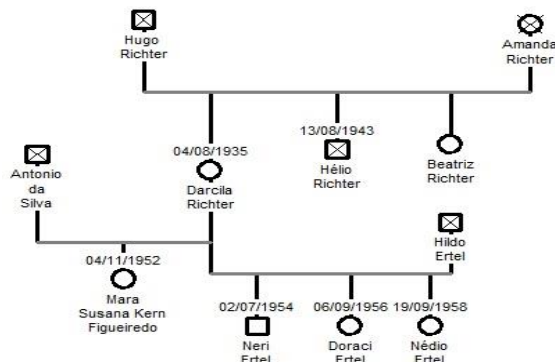 Hugo
Richter
Amanda
Richter
04/08/1935
13/08/1943
Darcila
Richter
Hélio
Richter
Beatriz
Richter
Antonio
da
Silva
Hildo
Ertel
04/11/1952
Mara
Susana Kern
Figueiredo
02/07/1954
06/09/1956
19/09/1958
Neri
Ertel
Doraci
Ertel
Nédio
Ertel